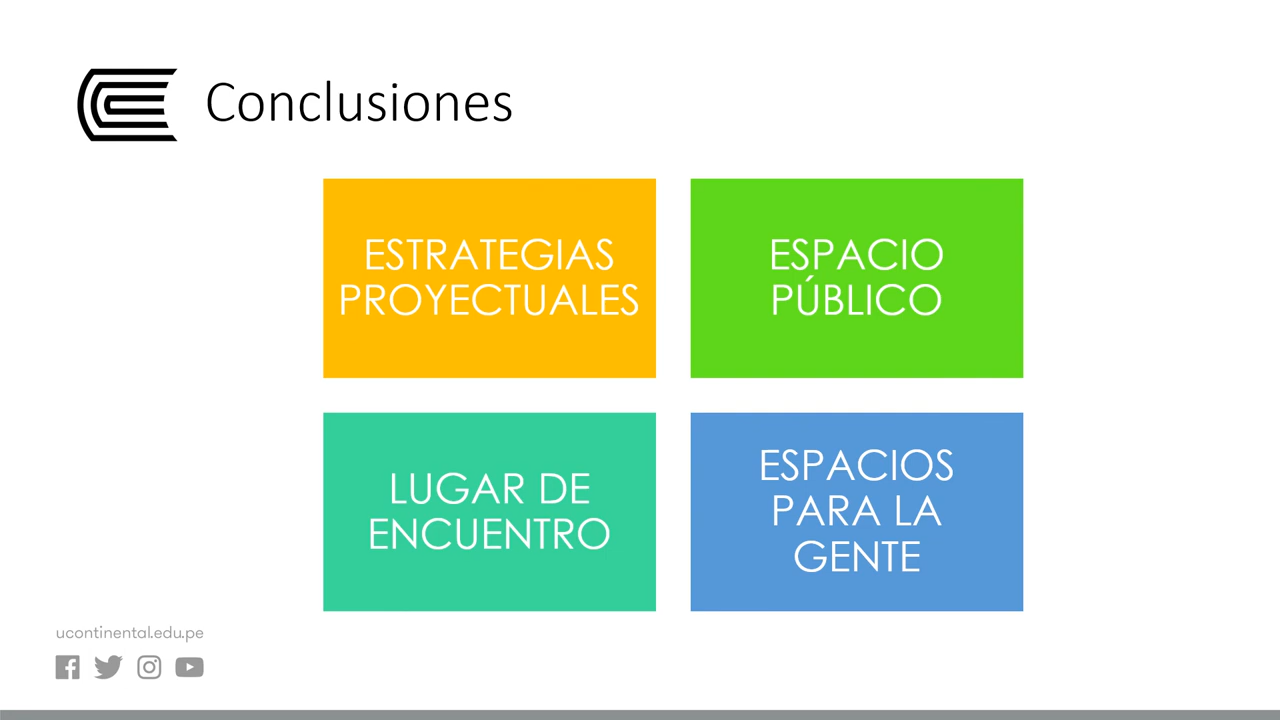 Conclusiones
ESTRATEGIAS
PROYECTUALES
ESPACIO
PÚBLICO
LUGAR DE
ENCUENTRO
ESPACIOS
PARA LA
GENTE
ucontinental.edu.pe